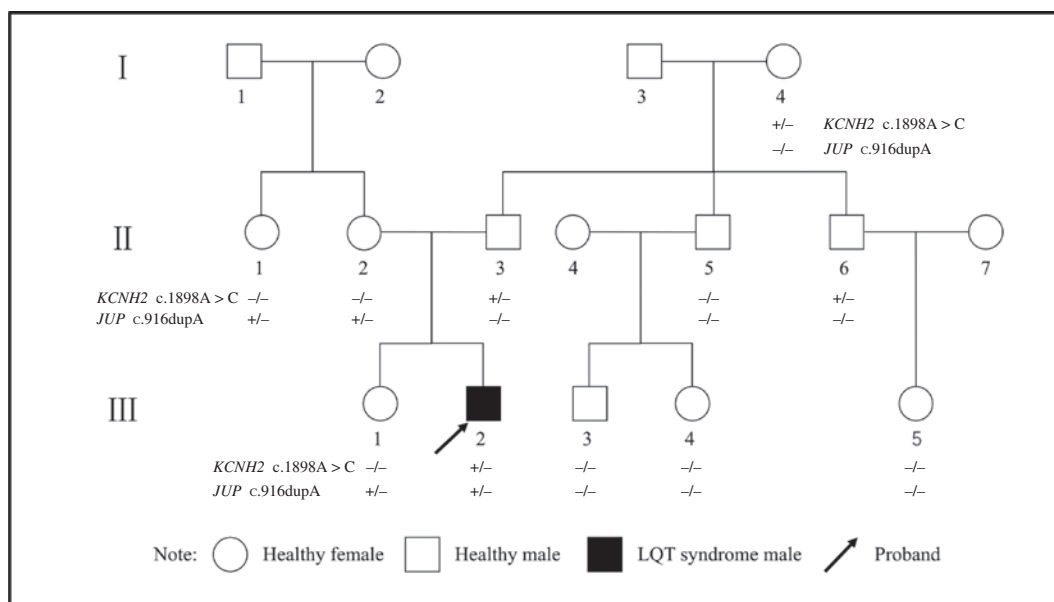 I
1 2 3 4
+/– KCNH2 c.1898A > C
–/– JUP c.916dupA
II
1 2 3 4 5 6 7
KCNH2 c.1898A > C –/– –/– +/– –/– +/–
JUP c.916dupA +/– +/– –/– –/– –/–
III
1 2 3 4 5
KCNH2 c.1898A > C –/– +/– –/– –/– –/–
JUP c.916dupA +/– +/– –/– –/– –/–
Note: Healthy female Healthy male LQT syndrome male Proband